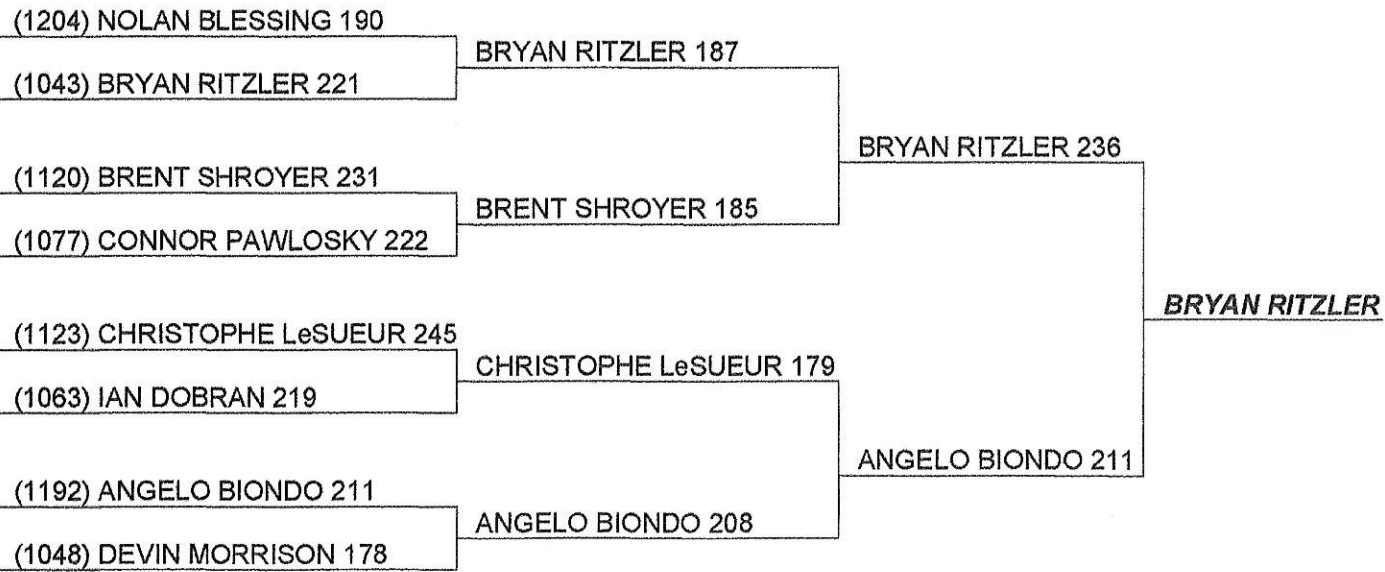 (1204) NOLAN BLESSING 190
(1043) BRYAN RITZLER 221
(1120) BRENT SHROYER 231
(1077) CONNOR PAWLOSKY 222
(1123) CHRISTOPHE LeSUEUR 245
(1063) IAN DOBRAN 219
(1192) ANGELO BIONDO 211
(1048) DEVIN MORRISON 178
BRYAN RITZLER 187
BRENT SHROYER 185
CHRISTOPHE LeSUEUR 179
ANGELO BIONDO 208
BRYAN RITZLER 236
ANGELO BIONDO 211
BRYAN RITZLER